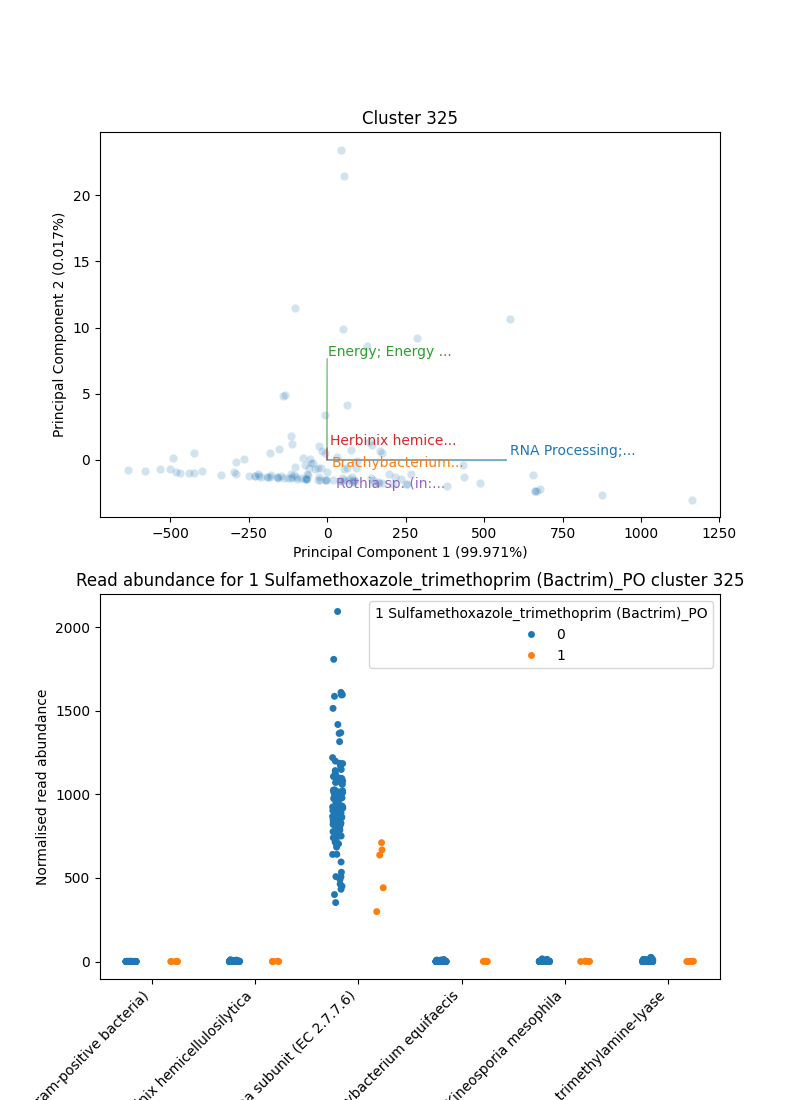 Cluster 325
Principal Component 2 (0.017%)
20
15
10
5
0
Energy; Energy ...
Herbinix hemice...
RNA Processing;...
Brachybacterium...
Rothia sp. (in:...
−500
−250
0
250
500
750
1000
1250
Principal Component 1 (99.971%)
Read abundance for 1 Sulfamethoxazole_trimethoprim (Bactrim)_PO cluster 325
Normalised read abundance
2000
1500
1000
500
0
1 Sulfamethoxazole_trimethoprim (Bactrim)_PO
0
1
ram-positive bacteria)
nix hemicellulosilytica
a subunit (EC 2.7.7.6)
ybacterium equifaecis
Kineosporia mesophila
trimethylamine-lyase